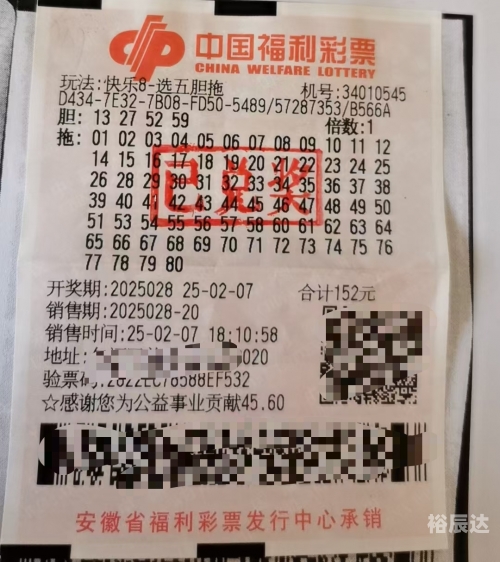 中国福利彩票
CHINA WELFARE LOTTERY
玩法:快乐8-选五胆拖 机号:34010545
D434-7E32-7B08-FD50-5489/57287353/B566A
胆: 13 27 52 59 倍数:1
拖: 01 02 03 04 05 06 07 08 09 10 11 12
14 15 16 17 18 19 20 21 22 23 24 25
26 28 29 30 31 32 33 34 35 36 37 38
39 40 41 42 43 44 45 46 47 48 49 50
51 53 54 55 56 57 58 60 61 62 63 64
65 66 67 68 69 70 71 72 73 74 75 76
77 78 79 80
已兑奖
开奖期:2025028 25-02-07 合计152元
销售期:2025028-20
销售时间:25-02-07 18:10:58
地址: 020
验票码: 588EF532
☆感谢您为公益事业贡献45.60
安徽省福利彩票发行中心承销
裕辰达